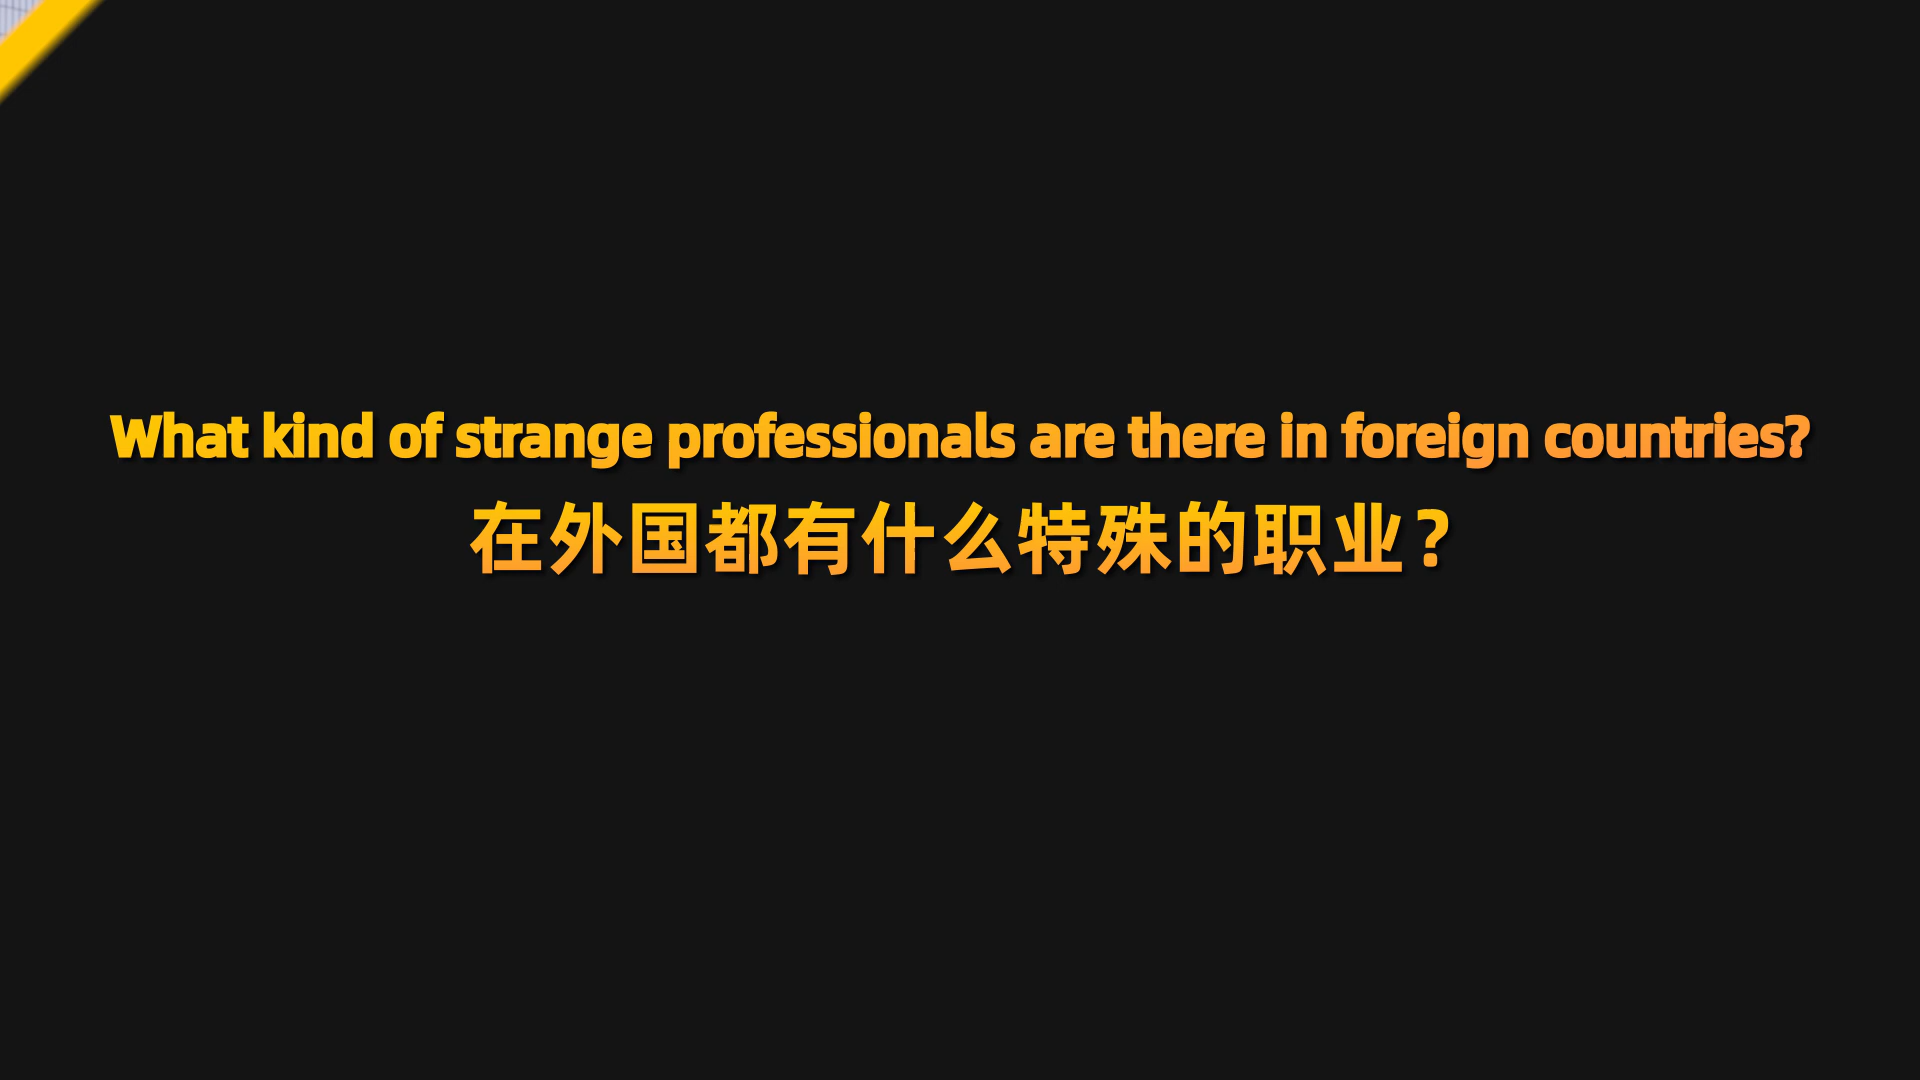 What kind of strange professionals are there in foreign countries?
在外国都有什么特殊的职业？